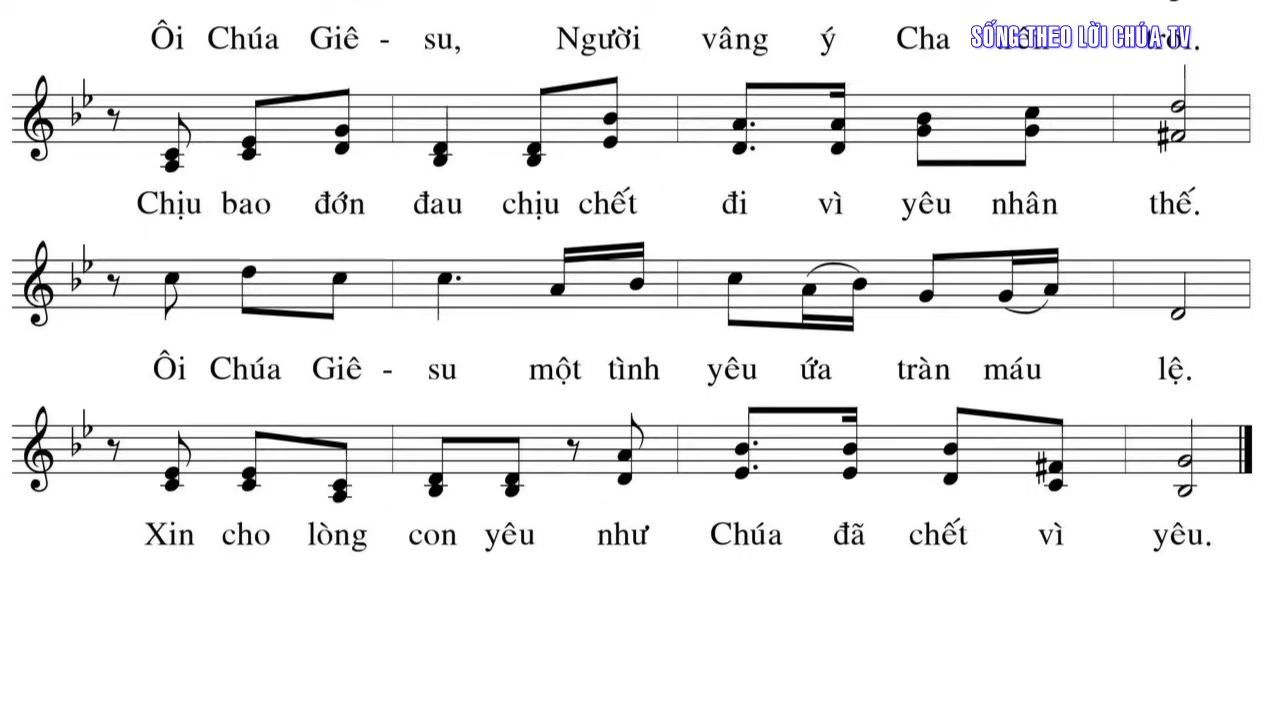 Ôi Chúa Giê - su, Người vâng ý Cha
SỐNG THEO LỜI CHÚA TV
Chịu bao đớn đau chịu chết đi vì yêu nhân thế.
Ôi Chúa Giê - su một tình yêu ứa tràn máu lệ.
Xin cho lòng con yêu như Chúa đã chết vì yêu.